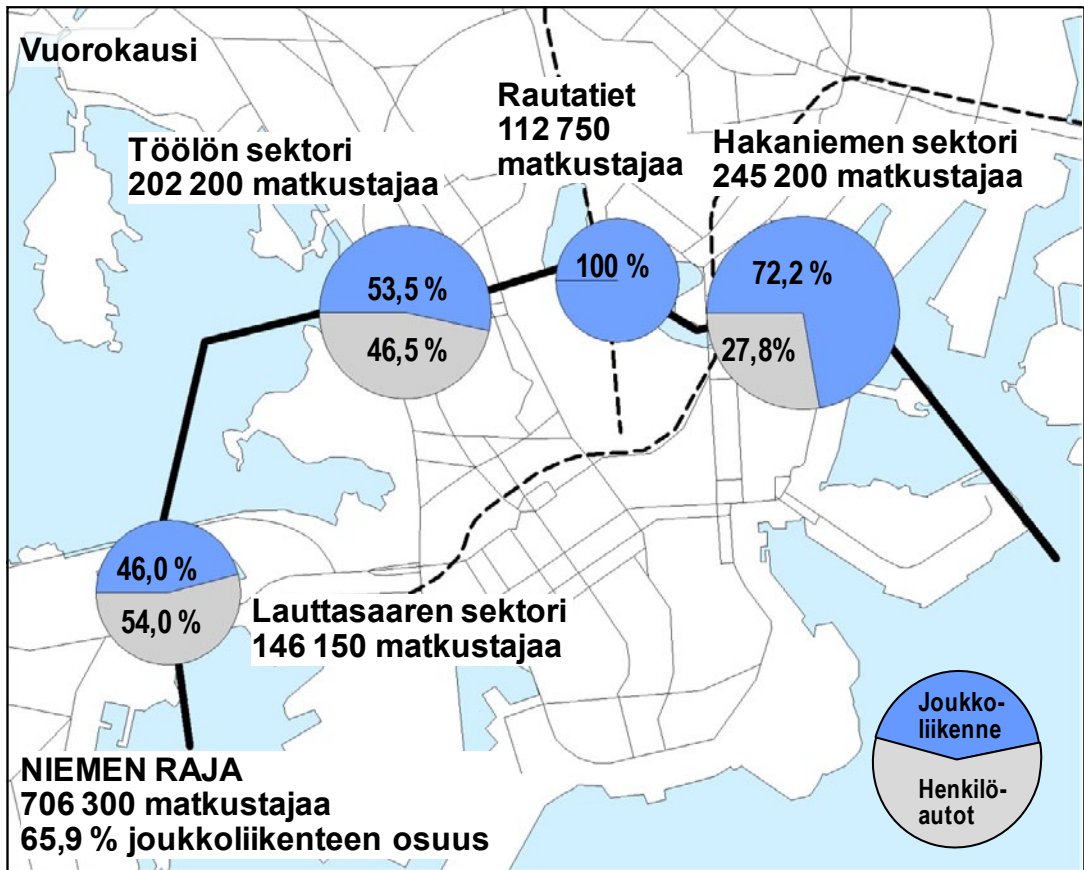 Vuorokausi
Töölön sektori
202 200 matkustajaa
Rautatiet
112 750
matkustajaa
Hakaniemen sektori
245 200 matkustajaa
53,5 %
46,5 %
100 %
72,2 %
27,8%
46,0 %
54,0 %
Lauttasaaren sektori
146 150 matkustajaa
NIEMEN RAJA
706 300 matkustajaa
65,9 % joukkoliikenteen osuus
Joukko-
liikenne
Henkilö-
autot